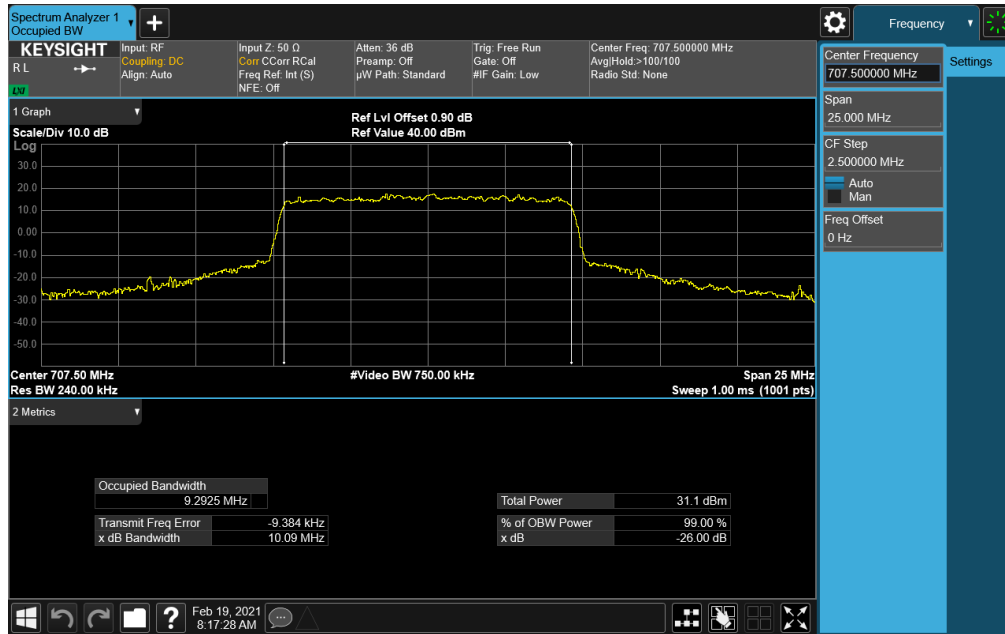 Spectrum Analyzer 1
Occupied BW
Frequency
KEYSIGHT
R L
LXI
Input: RF
Coupling: DC
Align: Auto
Input Z: 50 Ω
Corr CCorr RCal
Freq Ref: Int (S)
NFE: Off
Atten: 36 dB
Preamp: Off
µW Path: Standard
Trig: Free Run
Gate: Off
#IF Gain: Low
Center Freq: 707.500000 MHz
Avg|Hold:>100/100
Radio Std: None
Center Frequency
707.500000 MHz
Settings
Span
25.000 MHz
CF Step
2.500000 MHz
Auto
Man
Freq Offset
0 Hz
1 Graph
Scale/Div 10.0 dB
Ref Lvl Offset 0.90 dB
Ref Value 40.00 dBm
Log
30.0
20.0
10.0
0.00
-10.0
-20.0
-30.0
-40.0
-50.0
Center 707.50 MHz
#Video BW 750.00 kHz
Span 25 MHz
Res BW 240.00 kHz
Sweep 1.00 ms (1001 pts)
2 Metrics
Occupied Bandwidth
9.2925 MHz
Total Power 31.1 dBm
Transmit Freq Error -9.384 kHz
% of OBW Power 99.00 %
x dB Bandwidth 10.09 MHz
x dB -26.00 dB
?
Feb 19, 2021
8:17:28 AM